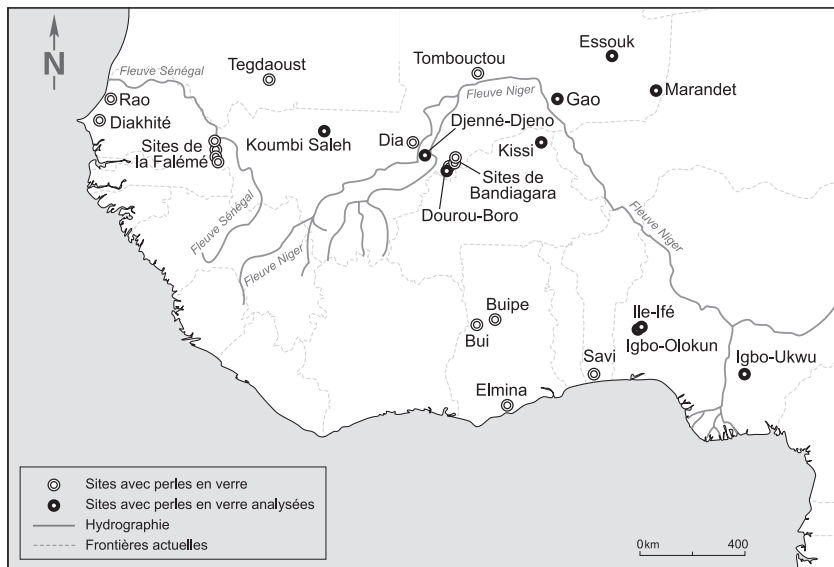 N
Fleuve Sénégal
Tegdaoust
Tombouctou
Essouk
Fleuve Niger
Marandet
Gao
Rao
Diakhité
Sites de
la Falémé
Koumbi Saleh
Dia
Djenné-Djeno
Kissi
Sites de
Bandiagara
Dourou-Boro
Fleuve Sénégal
Fleuve Niger
Fleuve Niger
Buipe
Bui
Ile-Ifé
Igbo-Olokun
Savi
Igbo-Ukwu
Elmina
Sites avec perles en verre
Sites avec perles en verre analysées
Hydrographie
Frontières actuelles
0 km 400